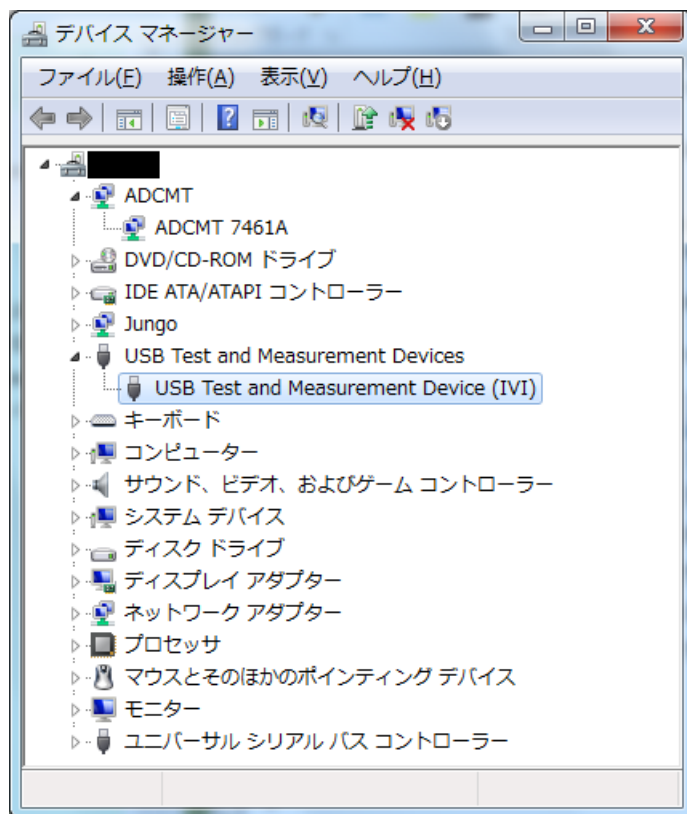 デバイス マネージャー
ファイル(F) 操作(A) 表示(V) ヘルプ(H)
ADCMT
ADCMT 7461A
DVD/CD-ROM ドライブ
IDE ATA/ATAPI コントローラー
Jungo
USB Test and Measurement Devices
USB Test and Measurement Device (IVI)
キーボード
コンピューター
サウンド、ビデオ、およびゲーム コントローラー
システム デバイス
ディスク ドライブ
ディスプレイ アダプター
ネットワーク アダプター
プロセッサ
マウスとそのほかのポインティング デバイス
モニター
ユニバーサル シリアル バス コントローラー